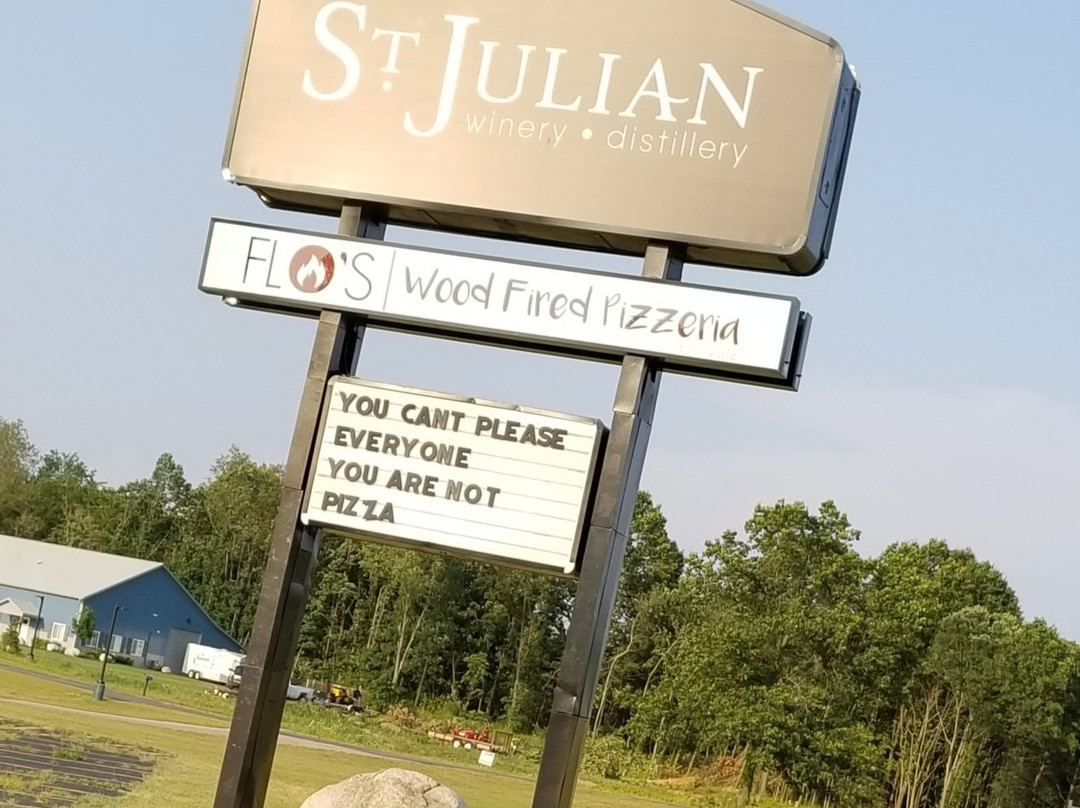 ST. JULIAN
winery • distillery
FLO'S | Wood Fired Pizzeria
YOU CANT PLEASE
EVERYONE
YOU ARE NOT
PIZZA